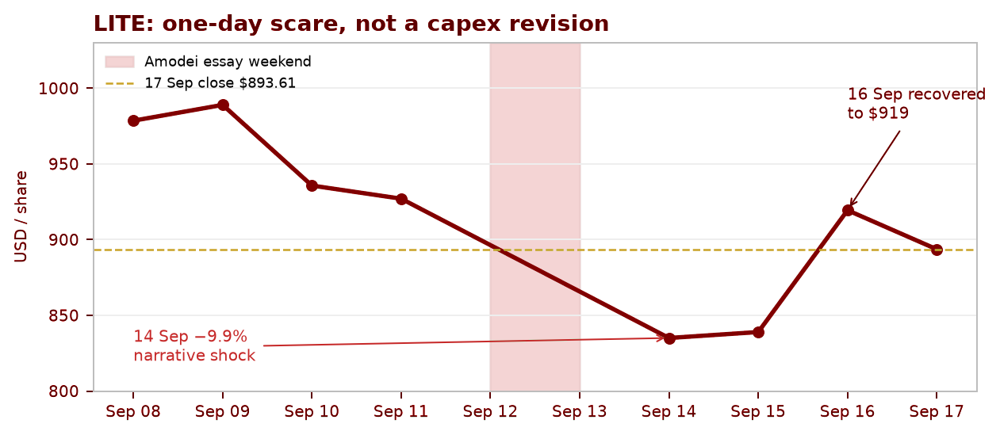 LITE: one-day scare, not a capex revision
Amodei essay weekend
17 Sep close $893.61
16 Sep recovered
to $919
14 Sep −9.9%
narrative shock
USD / share
1000
950
900
850
800
Sep 08
Sep 09
Sep 10
Sep 11
Sep 12
Sep 13
Sep 14
Sep 15
Sep 16
Sep 17